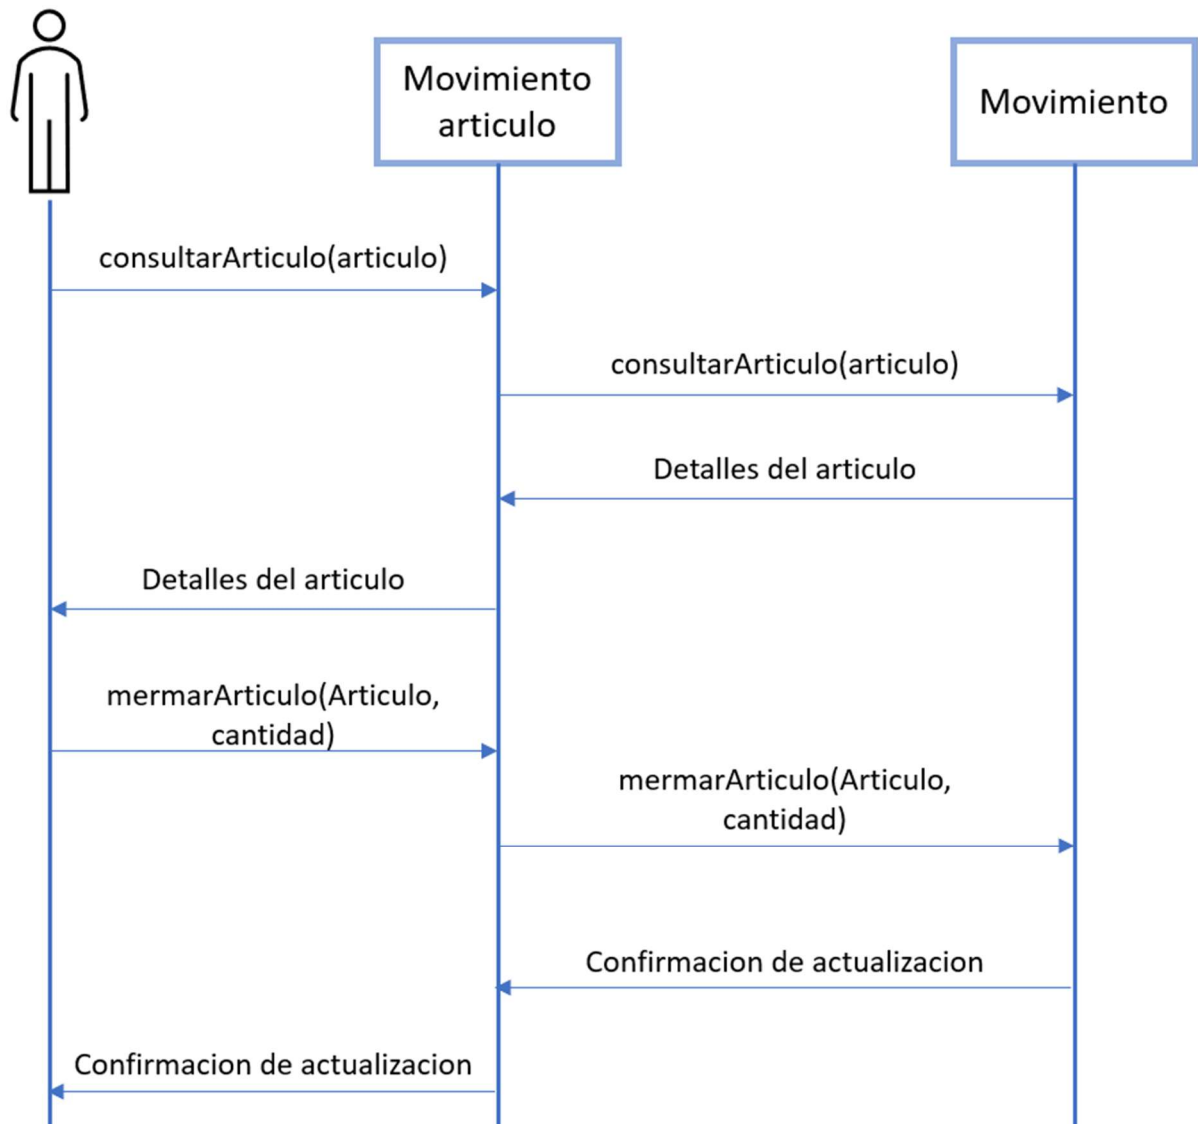 Movimiento
articulo
Movimiento
consultarArticulo(articulo)
consultarArticulo(articulo)
Detalles del articulo
Detalles del articulo
mermarArticulo(Articulo,
cantidad)
mermarArticulo(Articulo,
cantidad)
Confirmacion de actualizacion
Confirmacion de actualizacion